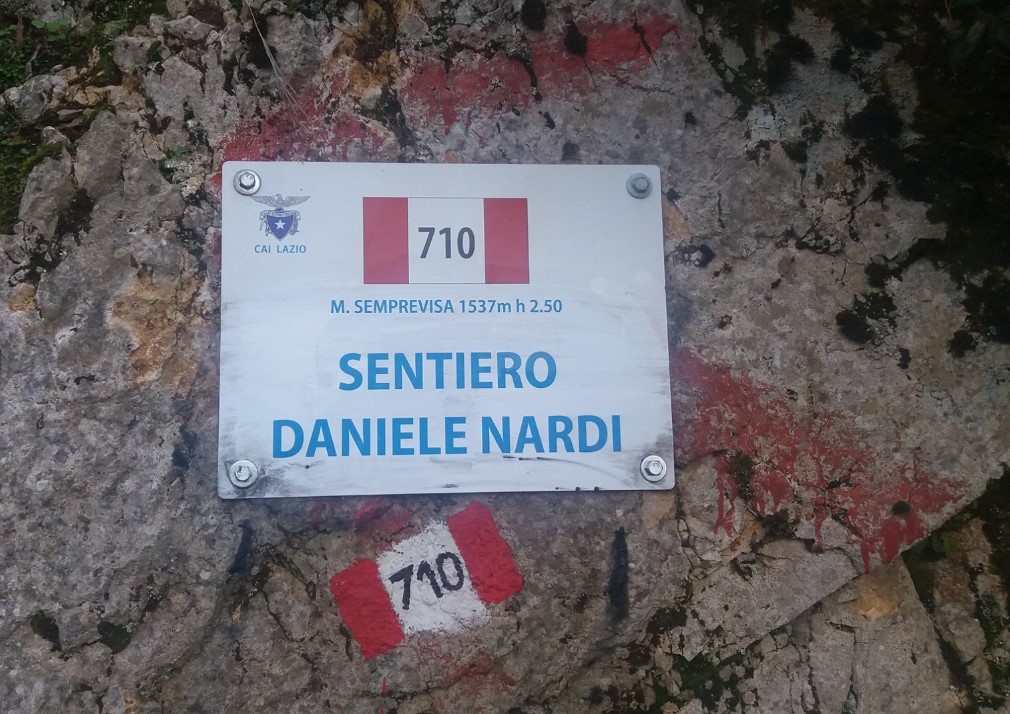 CAI LAZIO
710
M. SEMPREVISA 1537m h 2.50
SENTIERO
DANIELE NARDI
710